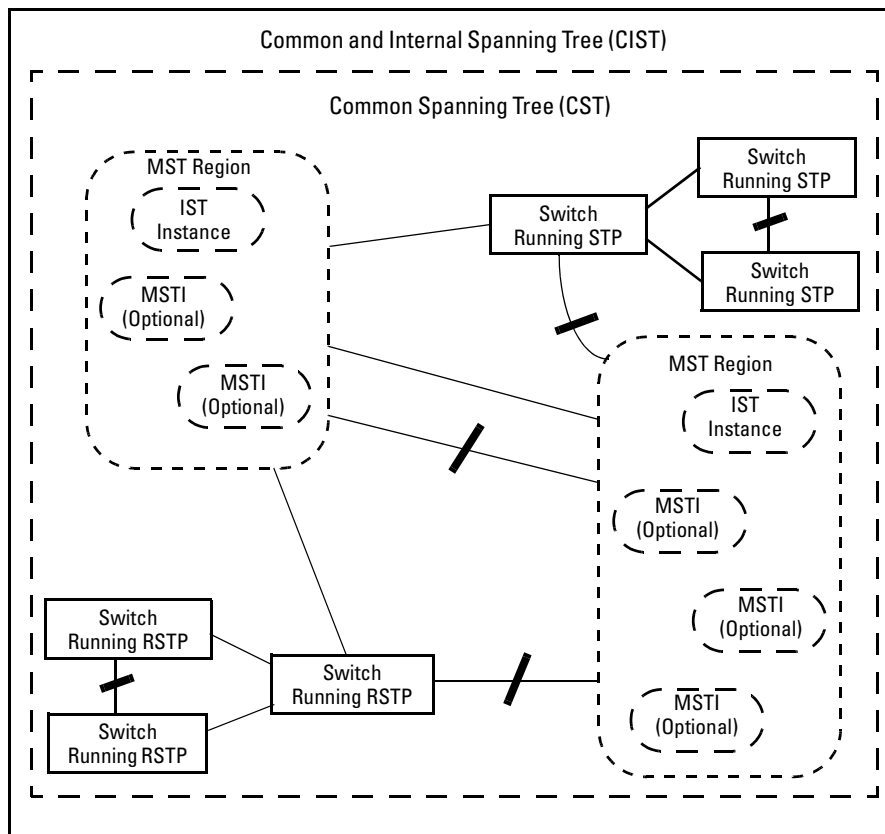 Common and Internal Spanning Tree (CIST)
Common Spanning Tree (CST)
MST Region
IST
Instance
MSTI
(Optional)
MSTI
(Optional)
Switch
Running STP
Switch
Running STP
Switch
Running STP
MST Region
IST
Instance
MSTI
(Optional)
MSTI
(Optional)
MSTI
(Optional)
Switch
Running RSTP
Switch
Running RSTP
Switch
Running RSTP